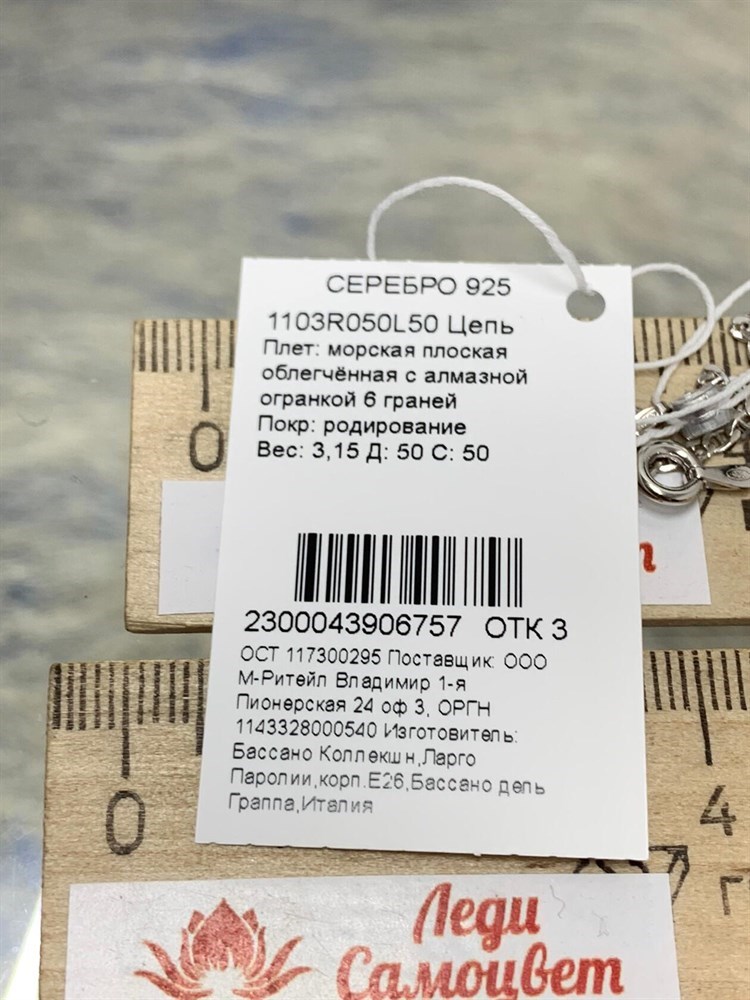 СЕРЕБРО 925
1103R050L50 Цепь
Плет: морская плоская
облегчённая с алмазной
огранкой 6 граней
Покр: родирование
Вес: 3,15 Д: 50 С: 50
2300043906757 ОТК 3
ОСТ 117300295 Поставщик: ООО
М-Ритейл Владимир 1-я
Пионерская 24 оф 3, ОРГН
1143328000540 Изготовитель:
Бассано Коллекшн,Ларго
Паролии,корп.Е26,Бассано дель
Граппа,Италия
0
0
4
Леди
Самоцвет